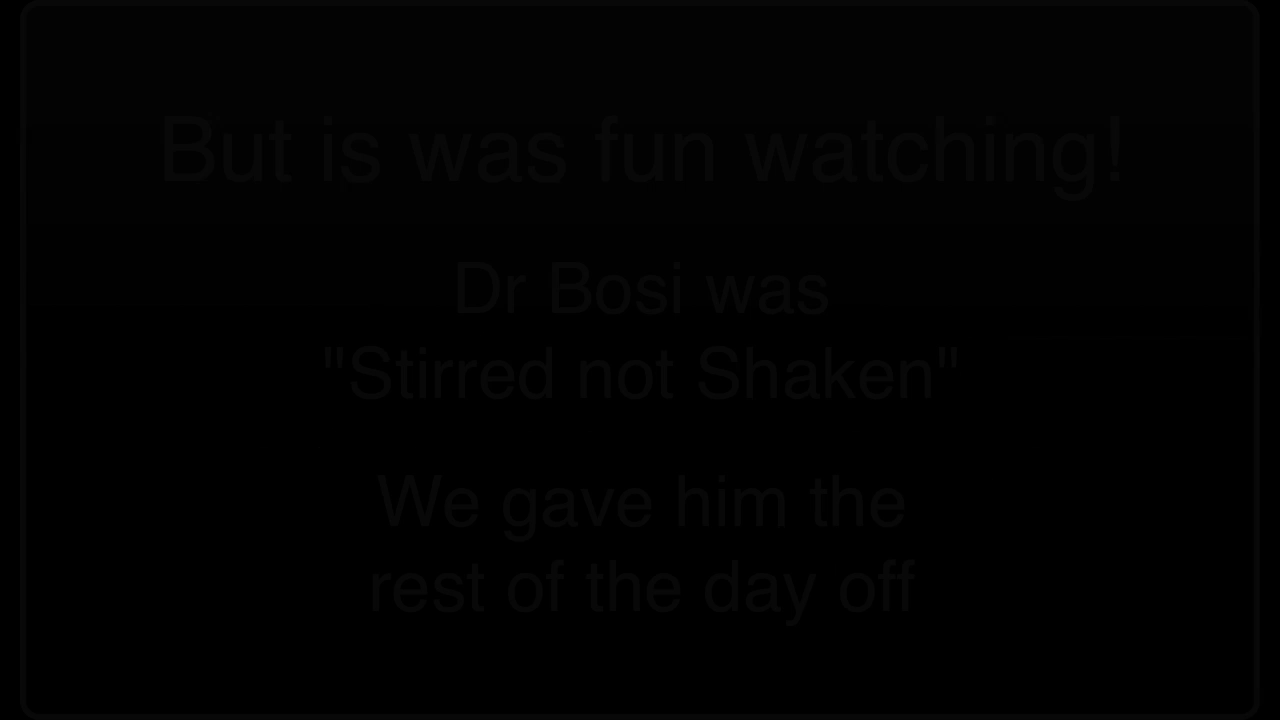 But is was fun watching!
Dr Bosi was
"Stirred not Shaken"
We gave him the
rest of the day off